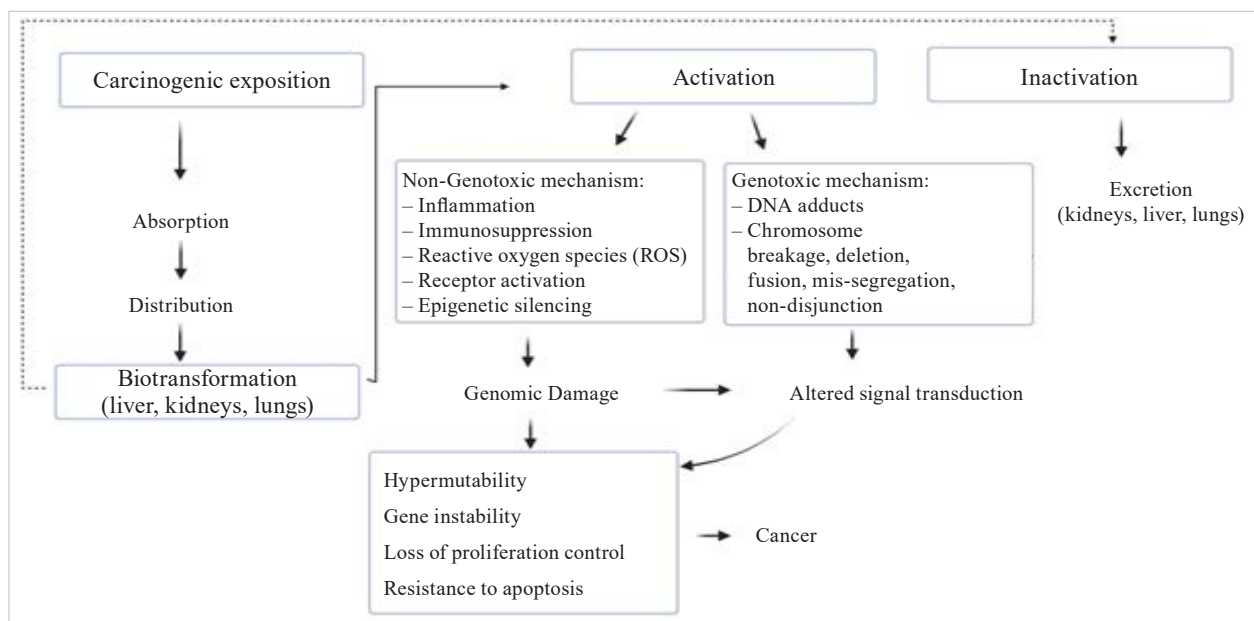 Carcinogenic exposition
Absorption
Distribution
Biotransformation
(liver, kidneys, lungs)
Activation
Non-Genotoxic mechanism:
– Inflammation
– Immunosuppression
– Reactive oxygen species (ROS)
– Receptor activation
– Epigenetic silencing
Genotoxic mechanism:
– DNA adducts
– Chromosome
breakage, deletion,
fusion, mis-segregation,
non-disjunction
Inactivation
Excretion
(kidneys, liver, lungs)
Genomic Damage
Altered signal transduction
Hypermutability
Gene instability
Loss of proliferation control
Resistance to apoptosis
Cancer